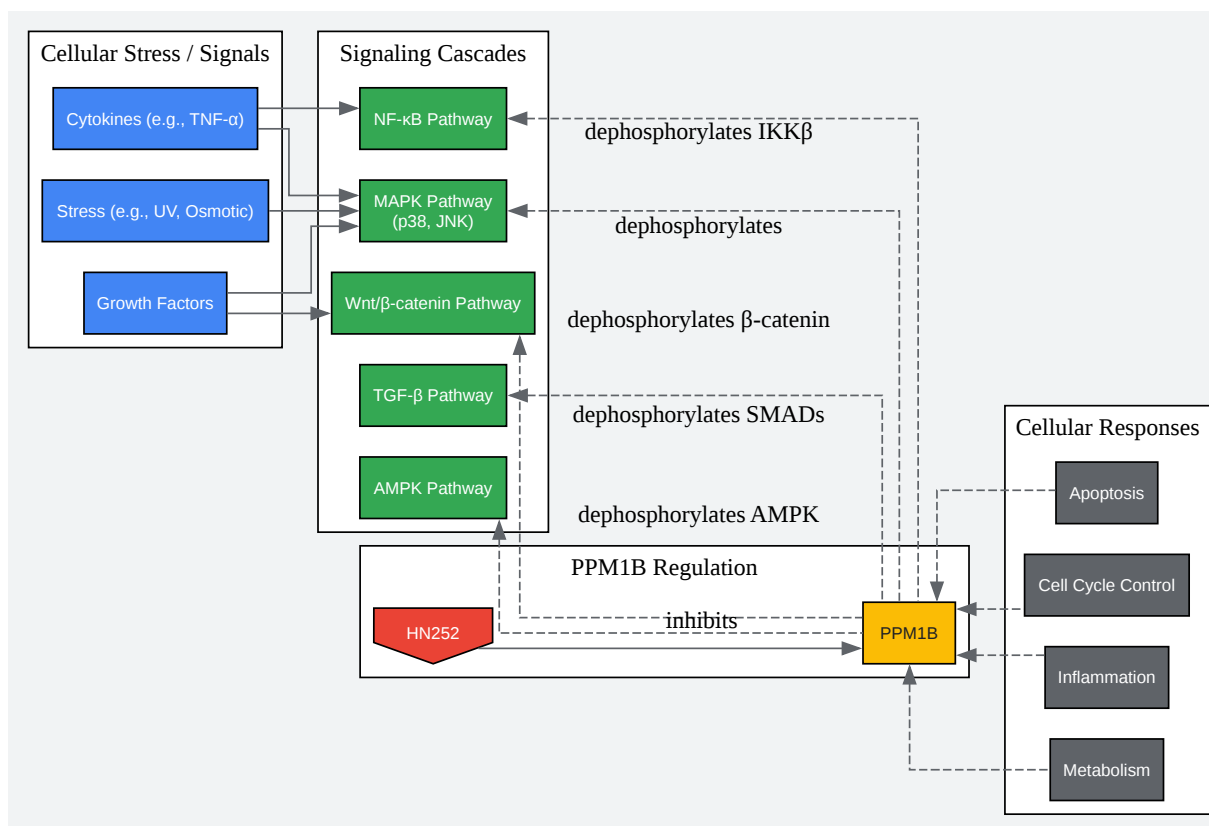 Cellular Stress / Signals
Cytokines (e.g., TNF-α)
Stress (e.g., UV, Osmotic)
Growth Factors
Signaling Cascades
NF-κB Pathway
MAPK Pathway
(p38, JNK)
Wnt/β-catenin Pathway
TGF-β Pathway
AMPK Pathway
dephosphorylates IKKβ
dephosphorylates
dephosphorylates β-catenin
dephosphorylates SMADs
dephosphorylates AMPK
PPM1B Regulation
HN252
inhibits
PPM1B
Cellular Responses
Apoptosis
Cell Cycle Control
Inflammation
Metabolism